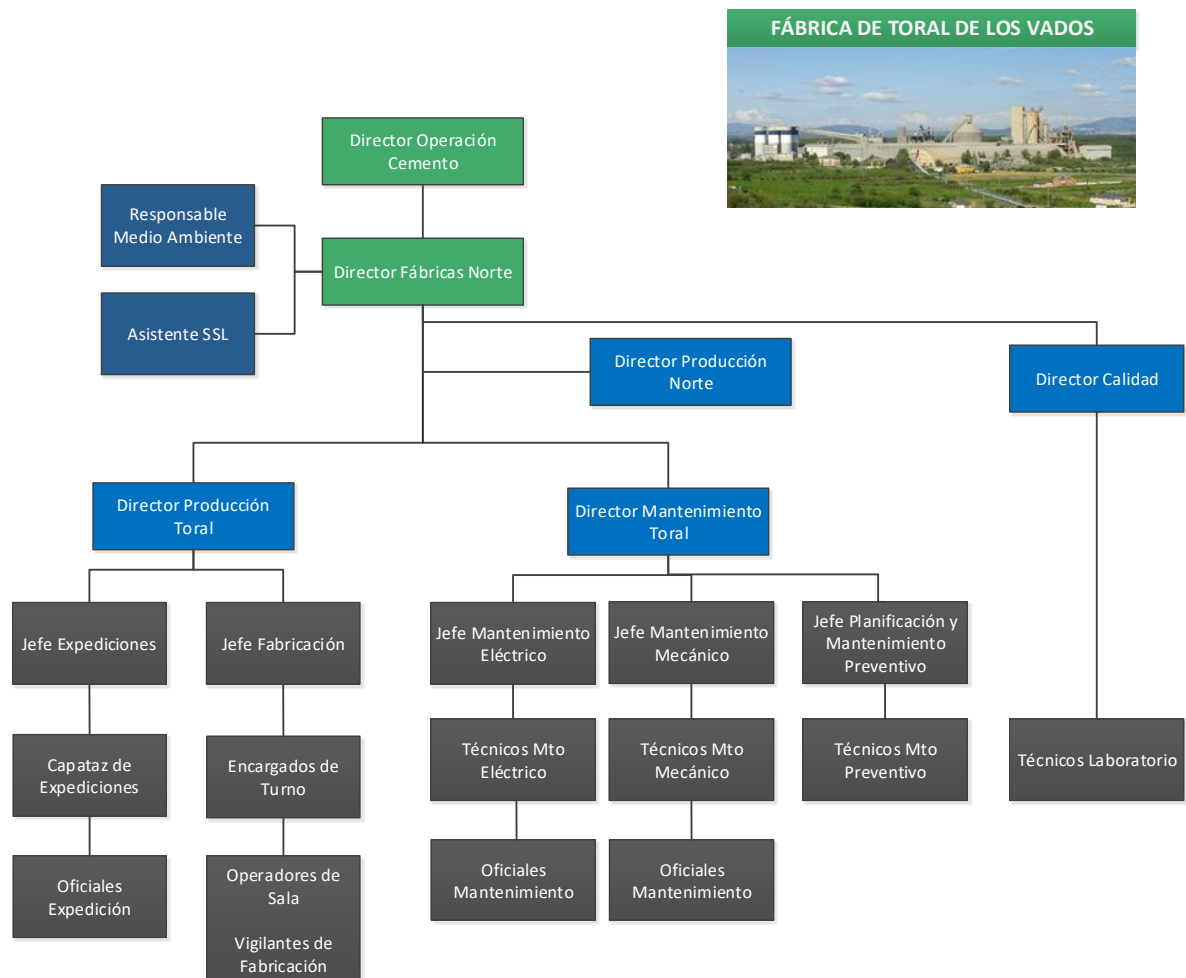 FÁBRICA DE TORAL DE LOS VADOS
Director Operación
Cemento
Responsable
Medio Ambiente
Director Fábricas Norte
Asistente SSL
Director Producción
Norte
Director Calidad
Director Producción
Toral
Director Mantenimiento
Toral
Jefe Expediciones
Jefe Fabricación
Jefe Mantenimiento
Eléctrico
Jefe Mantenimiento
Mecánico
Jefe Planificación y
Mantenimiento
Preventivo
Capataz de
Expediciones
Encargados de
Turno
Técnicos Mto
Eléctrico
Técnicos Mto
Mecánico
Técnicos Mto
Preventivo
Técnicos Laboratorio
Oficiales
Expedición
Operadores de
Sala
Vigilantes de
Fabricación
Oficiales
Mantenimiento
Oficiales
Mantenimiento